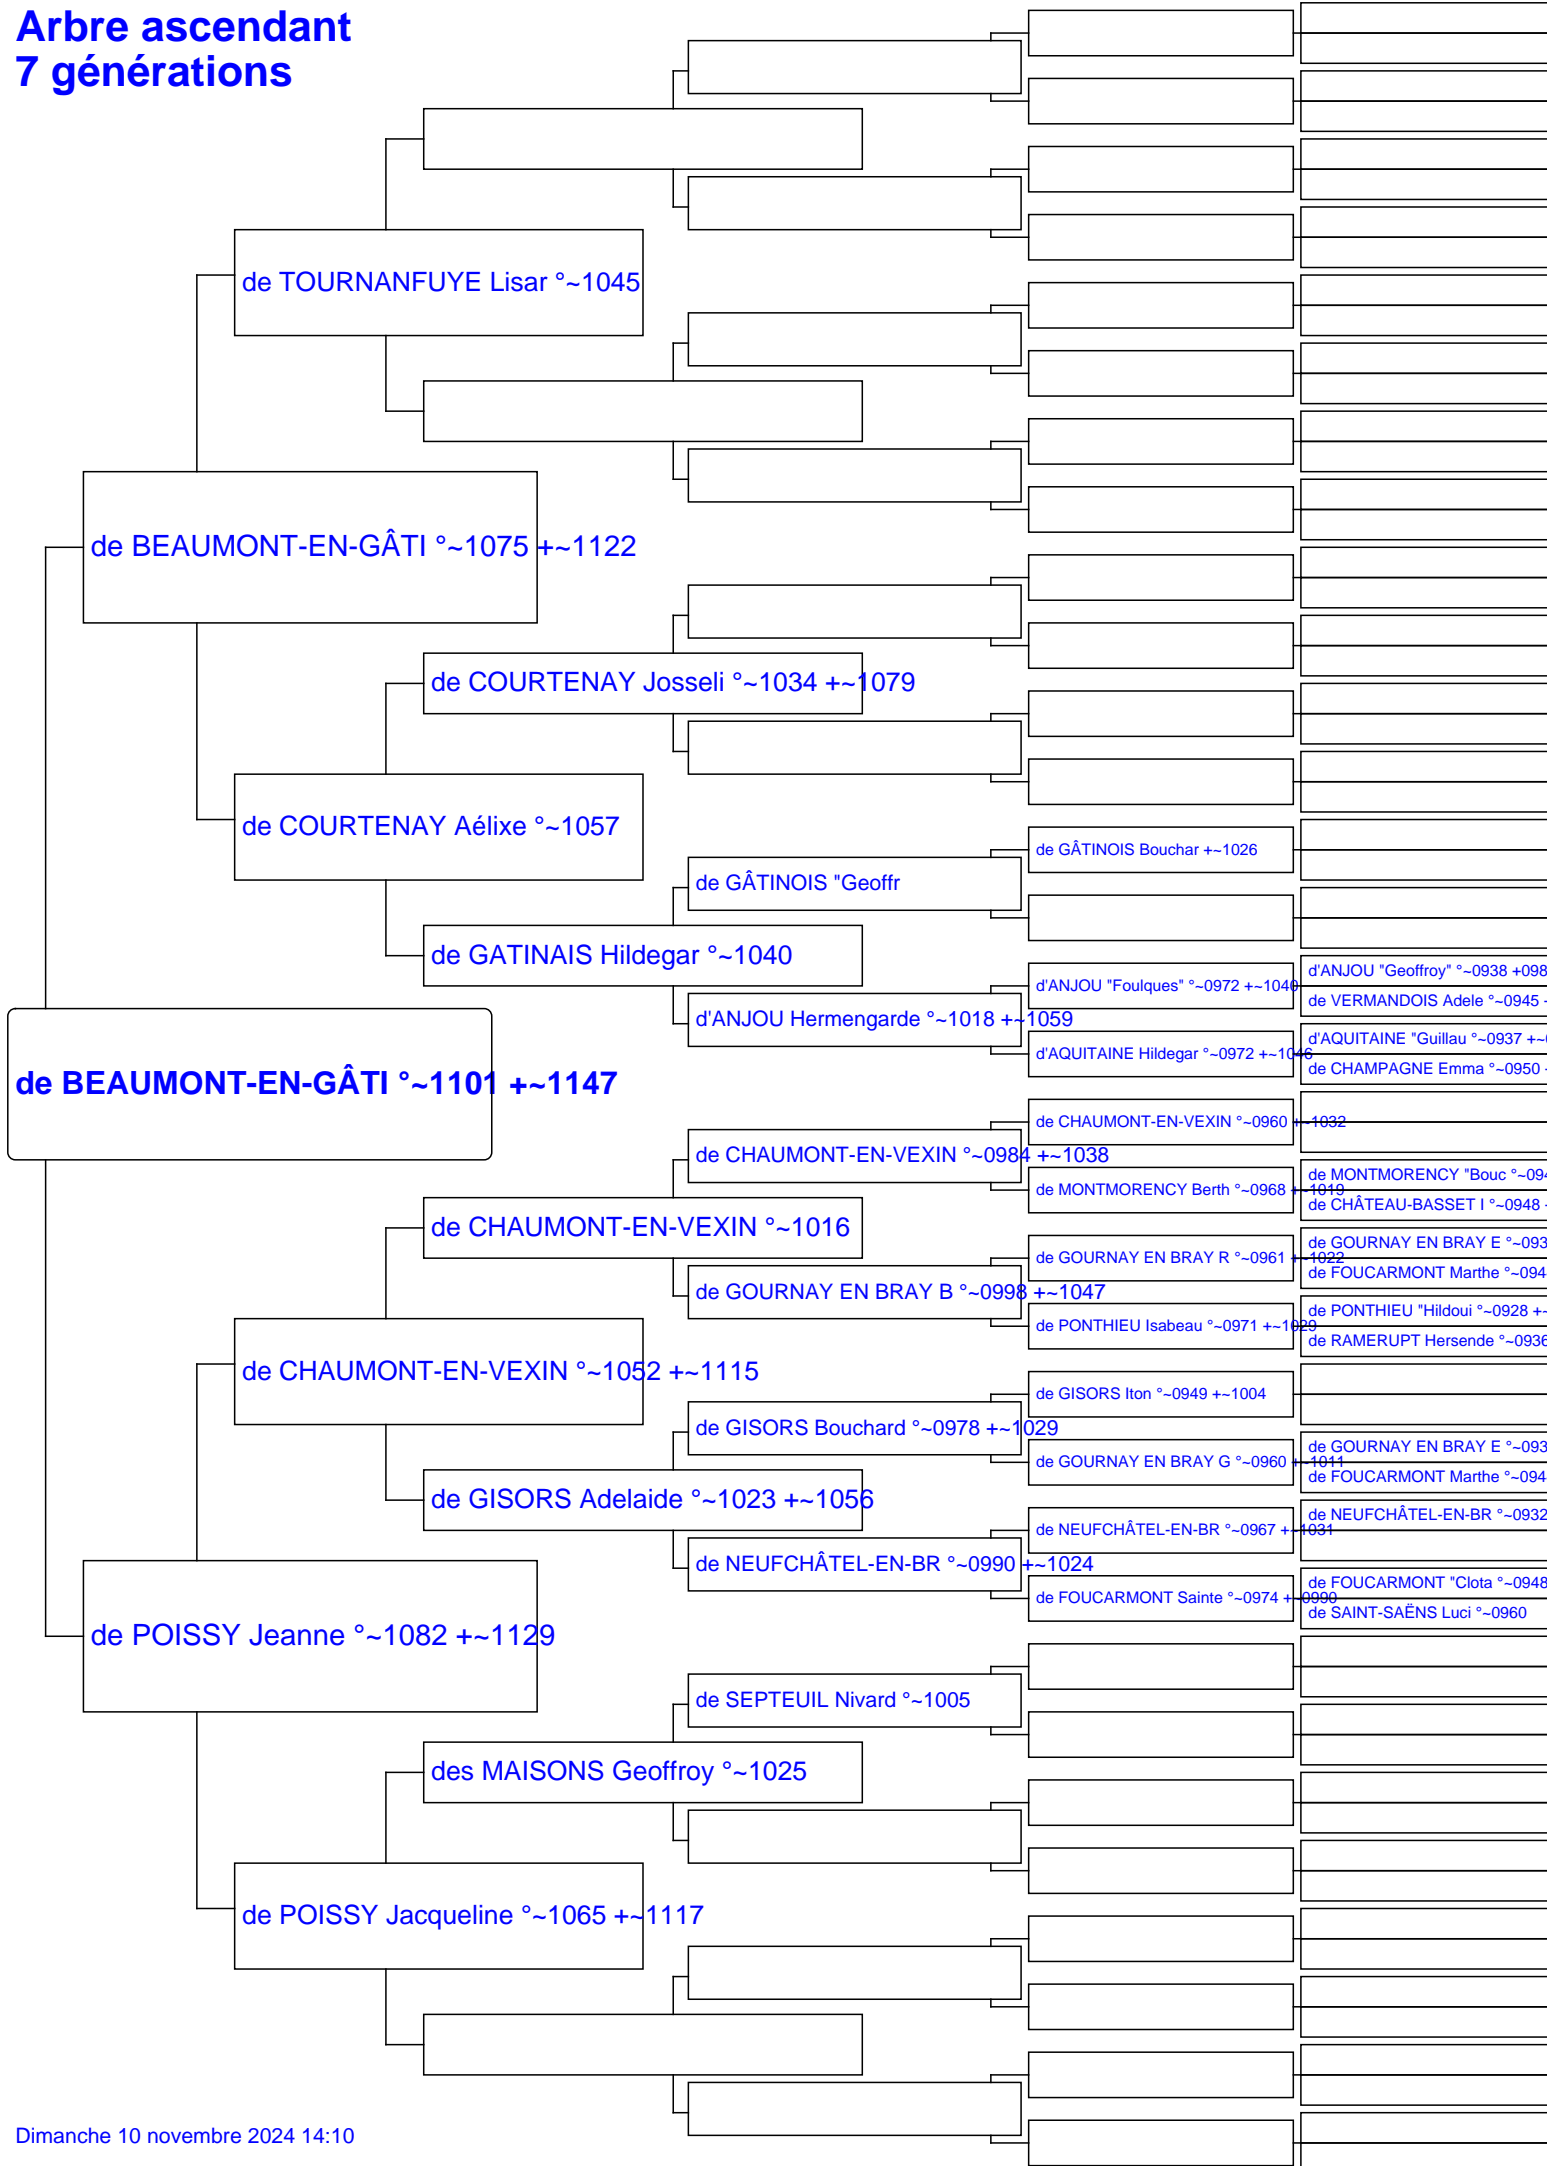 Arbre ascendant
7 générations
de TOURNANFUYE Lisar °~1045
de BEAUMONT-EN-GÂTI °~1075 +~1122
de COURTENAY Josseli °~1034 +~1079
de COURTENAY Aélixe °~1057
de GÂTINOIS Bouchar +~1026
de GÂTINOIS "Geoffr
de GATINAIS Hildegar °~1040
d'ANJOU "Geoffroy" °~0938 +098
d'ANJOU "Foulques" °~0972 +~1040
de VERMANDOIS Adele °~0945
d'ANJOU Hermengarde °~1018 +~1059
d'AQUITAINE "Guillau °~0937 +~
d'AQUITAINE Hildegar °~0972 +~1046
de CHAMPAGNE Emma °~0950
de BEAUMONT-EN-GÂTI °~1101 +~1147
de CHAUMONT-EN-VEXIN °~0960 +~1032
de CHAUMONT-EN-VEXIN °~0984 +~1038
de MONTMORENCY "Bouc °~094
de MONTMORENCY Berth °~0968 +~1019
de CHÂTEAU-BASSET I °~0948
de CHAUMONT-EN-VEXIN °~1016
de GOURNAY EN BRAY E °~093
de GOURNAY EN BRAY R °~0961 +~1022
de FOUCARMONT Marthe °~094
de GOURNAY EN BRAY B °~0998 +~1047
de PONTHIEU "Hildoui °~0928 +~
de PONTHIEU Isabeau °~0971 +~1029
de RAMERUPT Hersende °~0936
de CHAUMONT-EN-VEXIN °~1052 +~1115
de GISORS Iton °~0949 +~1004
de GISORS Bouchard °~0978 +~1029
de GOURNAY EN BRAY E °~093
de GOURNAY EN BRAY G °~0960 +~1011
de FOUCARMONT Marthe °~094
de GISORS Adelaide °~1023 +~1056
de NEUFCHÂTEL-EN-BR °~0932
de NEUFCHÂTEL-EN-BR °~0967 +~1031
de NEUFCHÂTEL-EN-BR °~0990 +~1024
de FOUCARMONT "Clota °~0948
de FOUCARMONT Sainte °~0974 +~0990
de SAINT-SAËNS Luci °~0960
de POISSY Jeanne °~1082 +~1129
de SEPTEUIL Nivard °~1005
des MAISONS Geoffroy °~1025
de POISSY Jacqueline °~1065 +~1117
Dimanche 10 novembre 2024 14:10